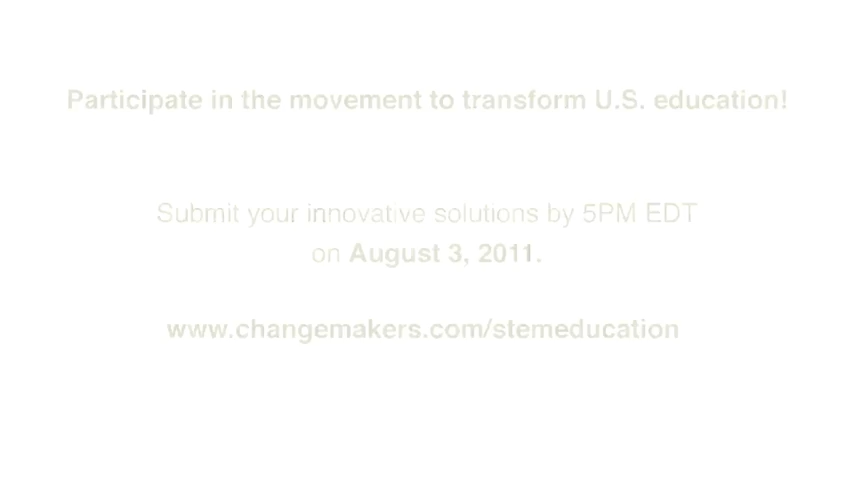 Participate in the movement to transform U.S. education!
Submit your innovative solutions by 5PM EDT
on August 3, 2011.
www.changemakers.com/stemeducation